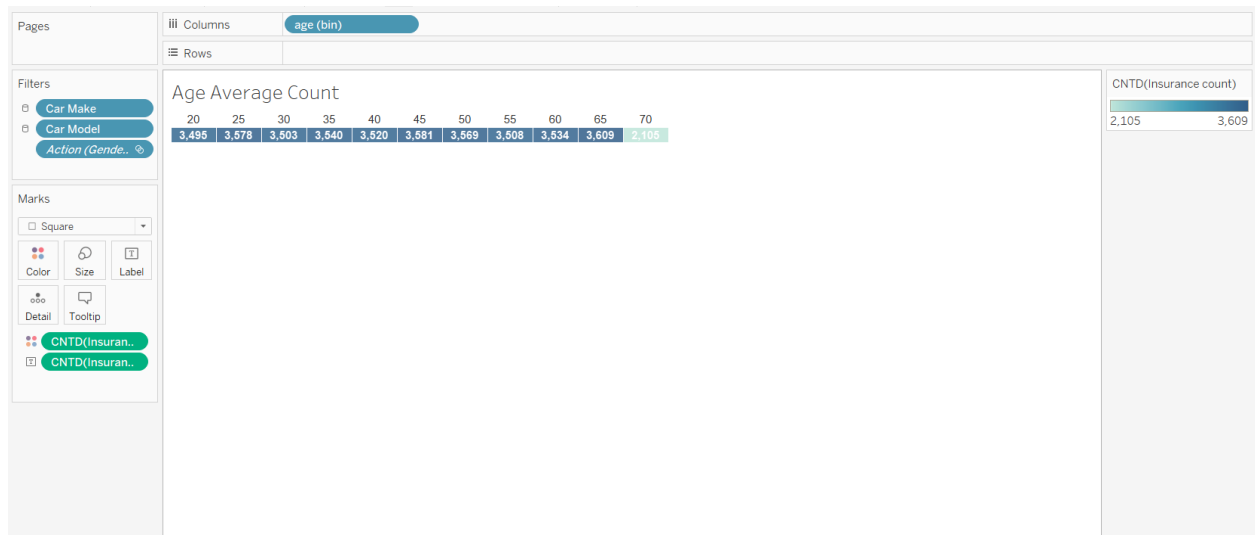 Pages
iii Columns
age (bin)
Rows
Filters
Car Make
Car Model
Action (Gende..
Marks
Square
Color
Size
Label
Detail
Tooltip
CNTD(Insuran..
CNTD(Insuran..
Age Average Count
20 25 30 35 40 45 50 55 60 65 70
3,495 3,578 3,503 3,540 3,520 3,581 3,569 3,508 3,534 3,609 2,105
CNTD(Insurance count)
2,105 3,609